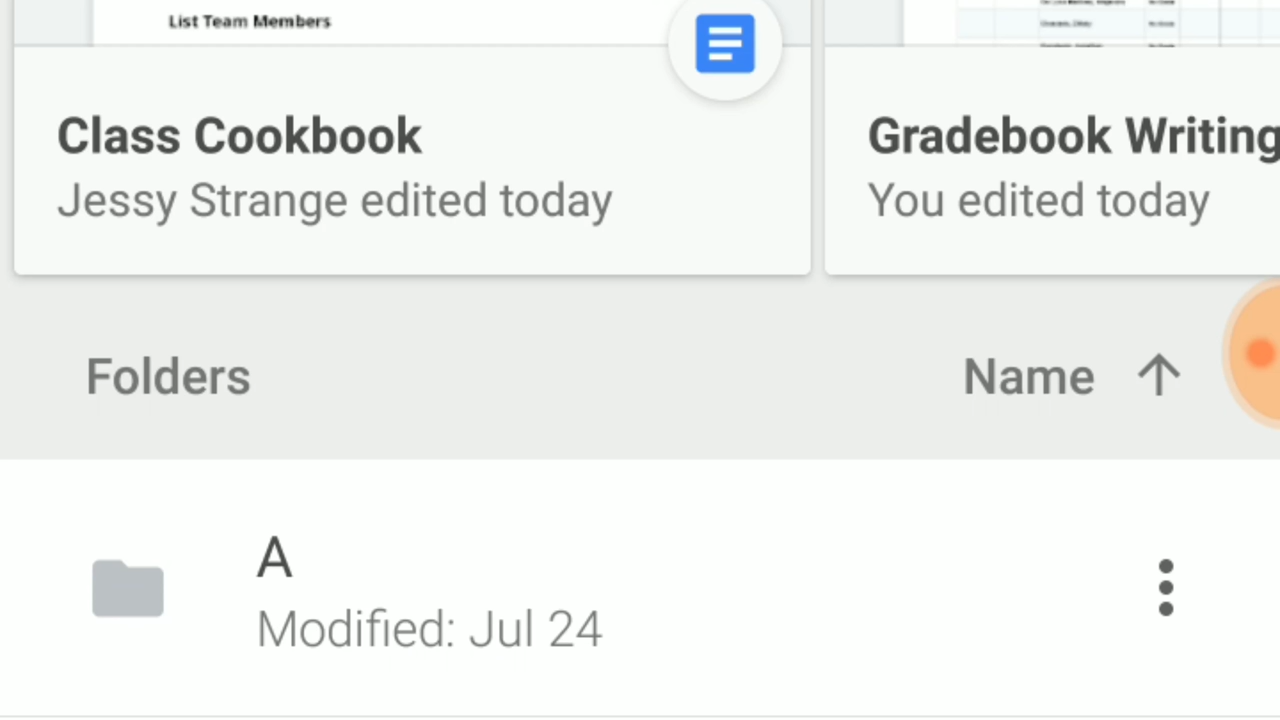 List Team Members
Class Cookbook
Jessy Strange edited today
Gradebook Writing
You edited today
Folders
Name
A
Modified: Jul 24